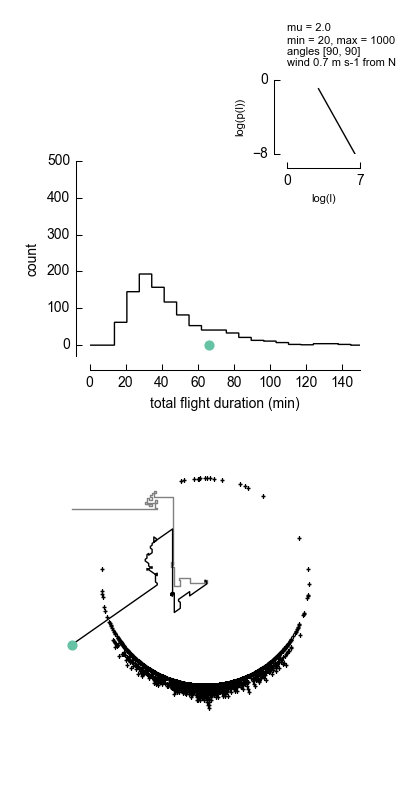 mu = 2.0
min = 20, max = 1000
angles [90, 90]
wind 0.7 m s-1 from N
0
log(p(l))
−8
0 7
log(l)
500
400
300
count
200
100
0
0 20 40 60 80 100 120 140
total flight duration (min)